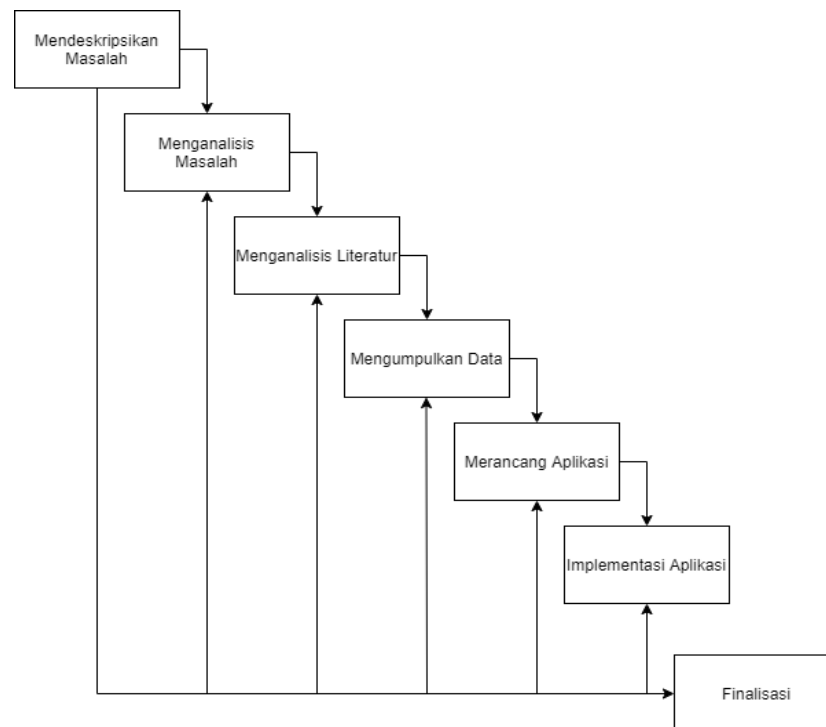 Mendeskripsikan
Masalah
Menganalisis
Masalah
Menganalisis Literatur
Mengumpulkan Data
Merancang Aplikasi
Implementasi Aplikasi
Finalisasi